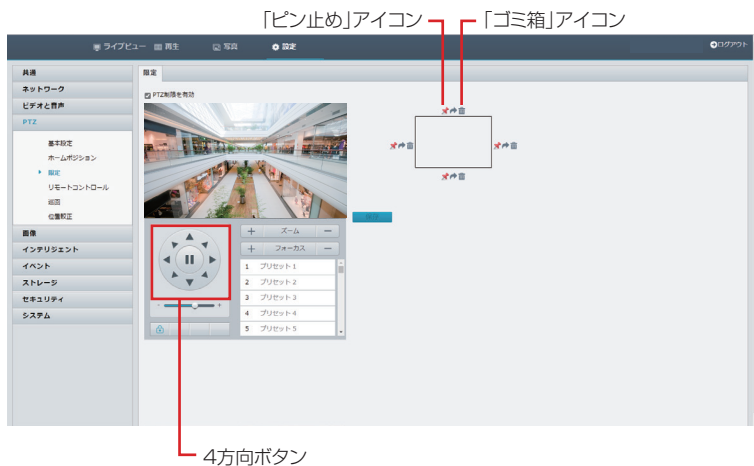 「ピン止め」アイコン 「ゴミ箱」アイコン
ライブビュー 再生 写真 設定 ログアウト
共通
ネットワーク
ビデオと音声
PTZ
基本設定
ホームポジション
限定
リモートコントロール
巡回
位置較正
画像
インテリジェント
イベント
ストレージ
セキュリティ
システム
限定
PTZ制限を有効
+ ズーム −
+ フォーカス −
1 プリセット 1
2 プリセット 2
3 プリセット 3
4 プリセット 4
5 プリセット 5
- +
4方向ボタン